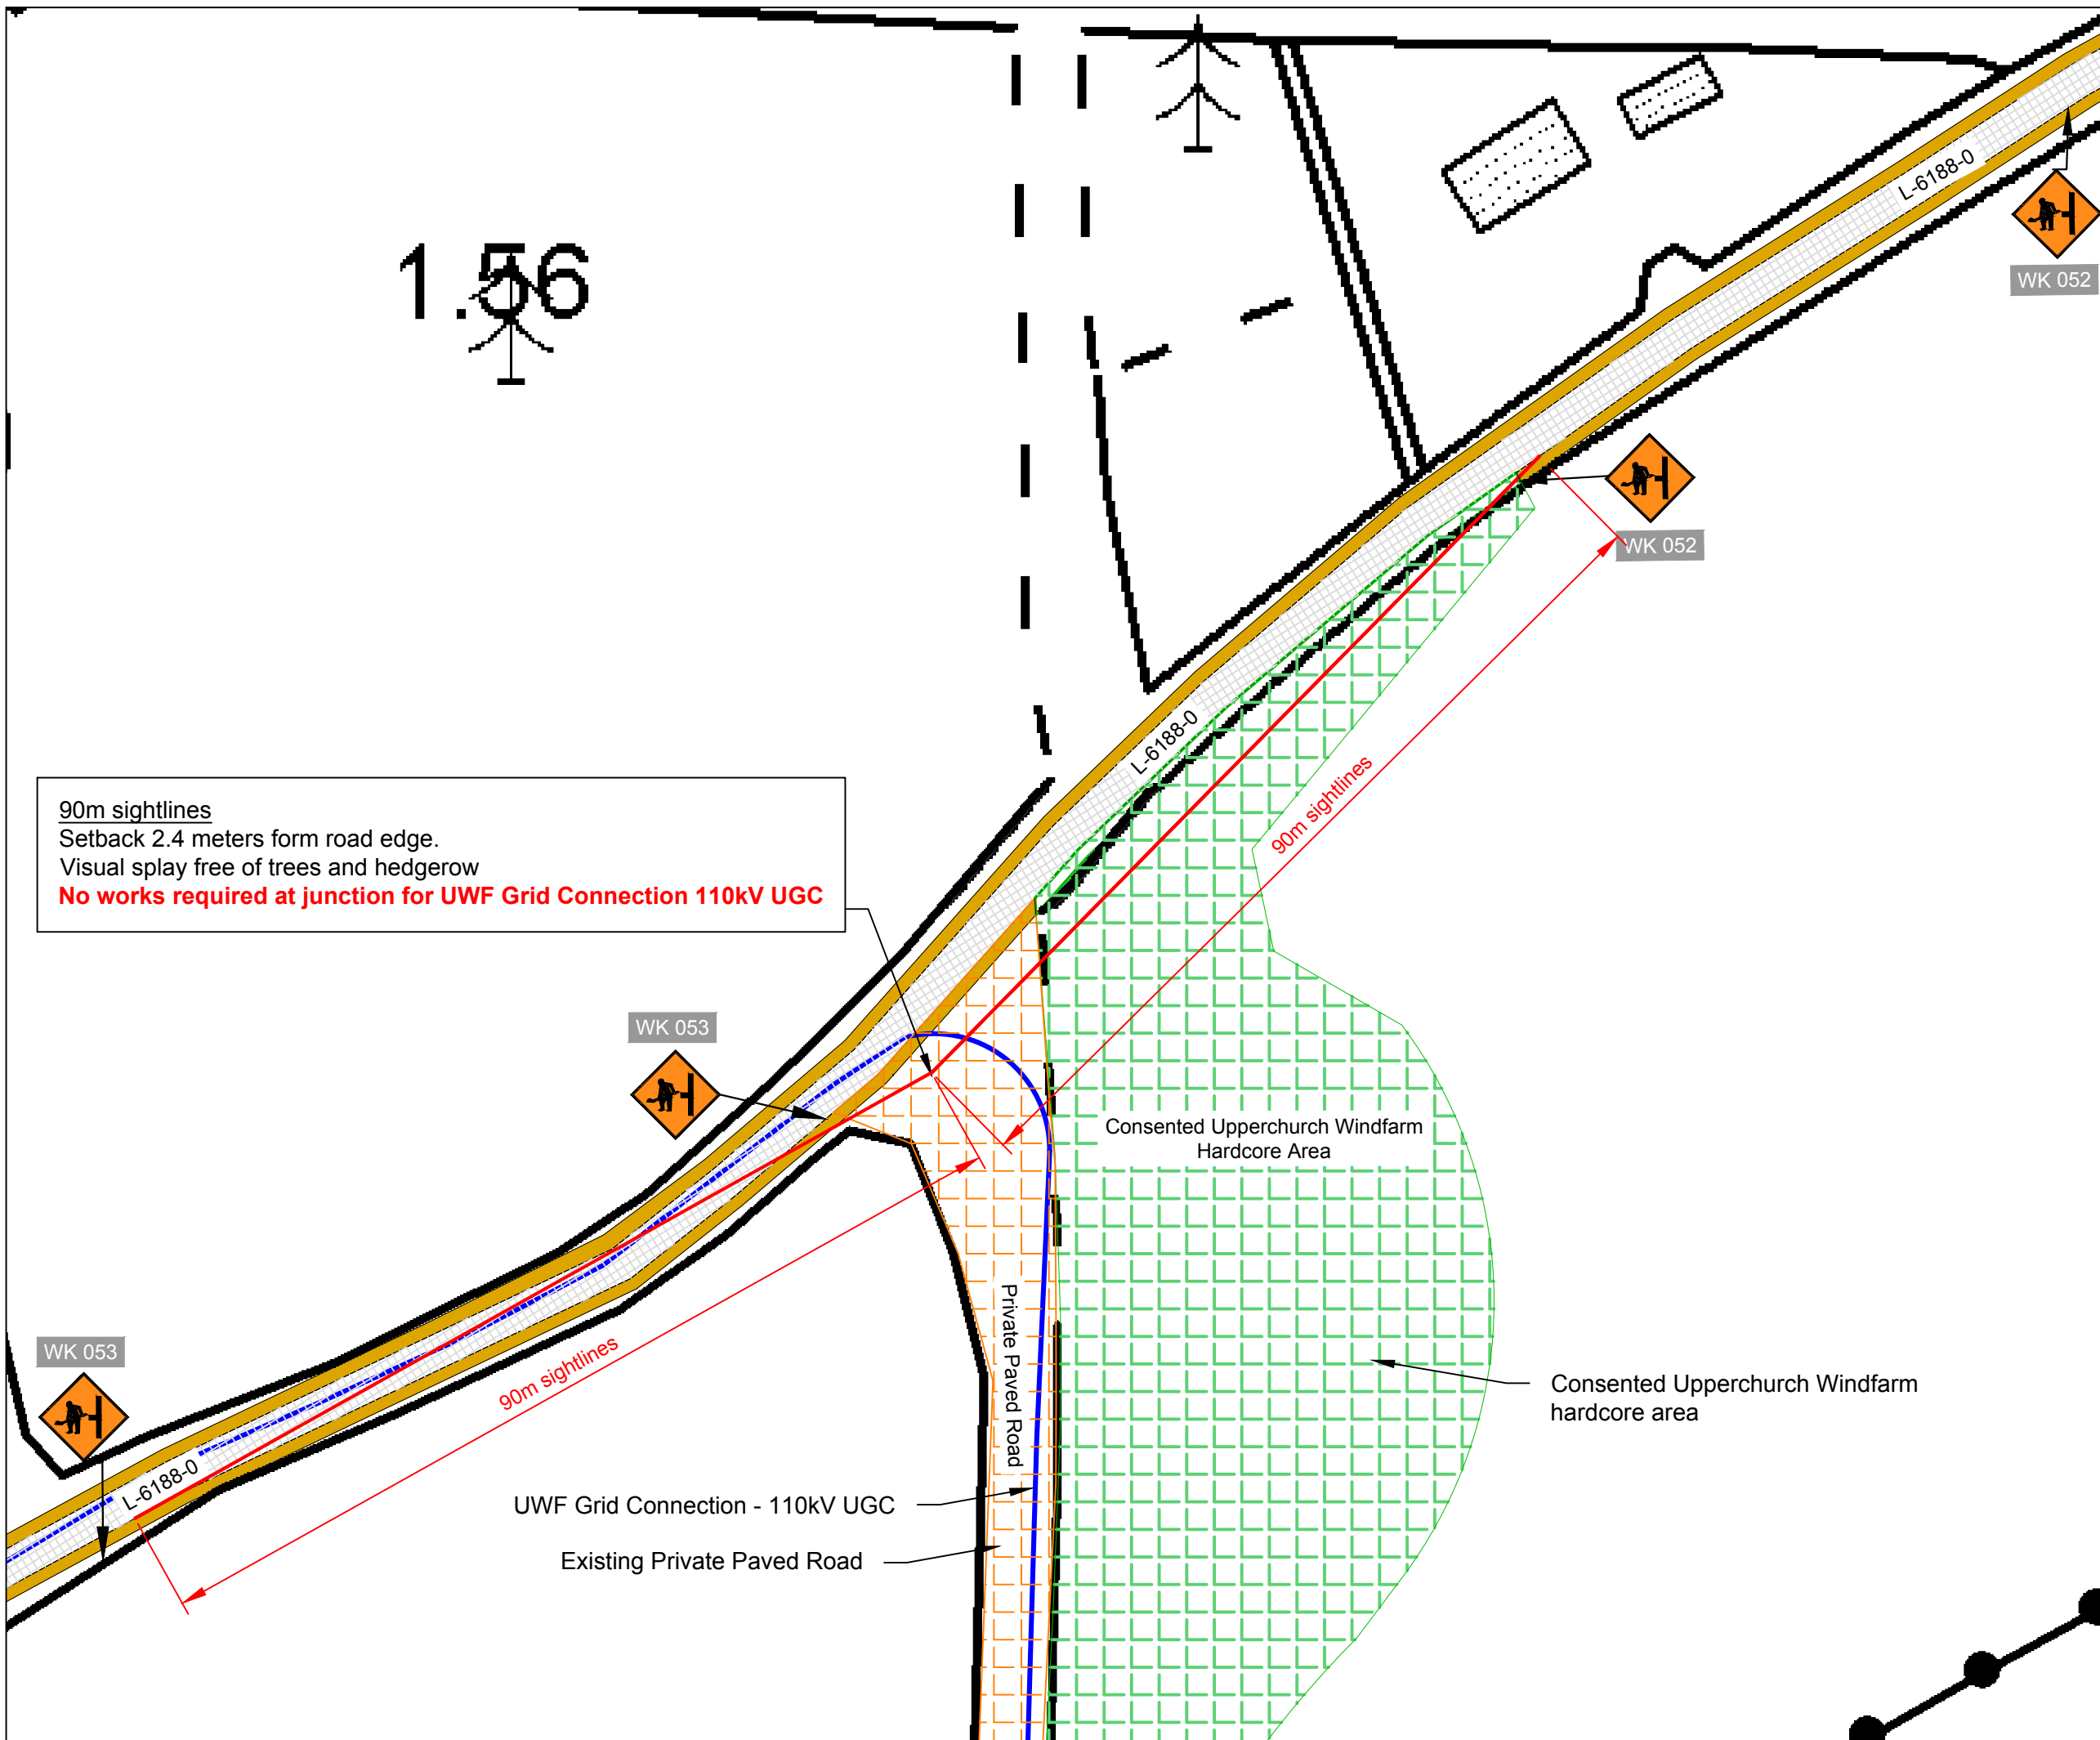 1.56
L-6188-0
WK 052
WK 052
L-6188-0
90m sightlines
90m sightlines
Setback 2.4 meters form road edge.
Visual splay free of trees and hedgerow
No works required at junction for UWF Grid Connection 110kV UGC
WK 053
Consented Upperchurch Windfarm
Hardcore Area
Private Paved Road
90m sightlines
WK 053
L-6188-0
Consented Upperchurch Windfarm
hardcore area
UWF Grid Connection - 110kV UGC
Existing Private Paved Road